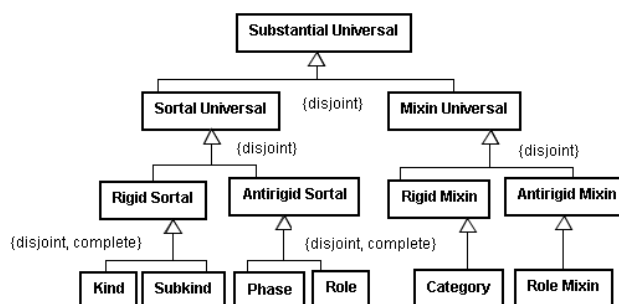 Substantial Universal
{disjoint}
Sortal Universal
Mixin Universal
{disjoint}
{disjoint}
Rigid Sortal
Antirigid Sortal
Rigid Mixin
Antirigid Mixin
{disjoint, complete}
{disjoint, complete}
Kind
Subkind
Phase
Role
Category
Role Mixin